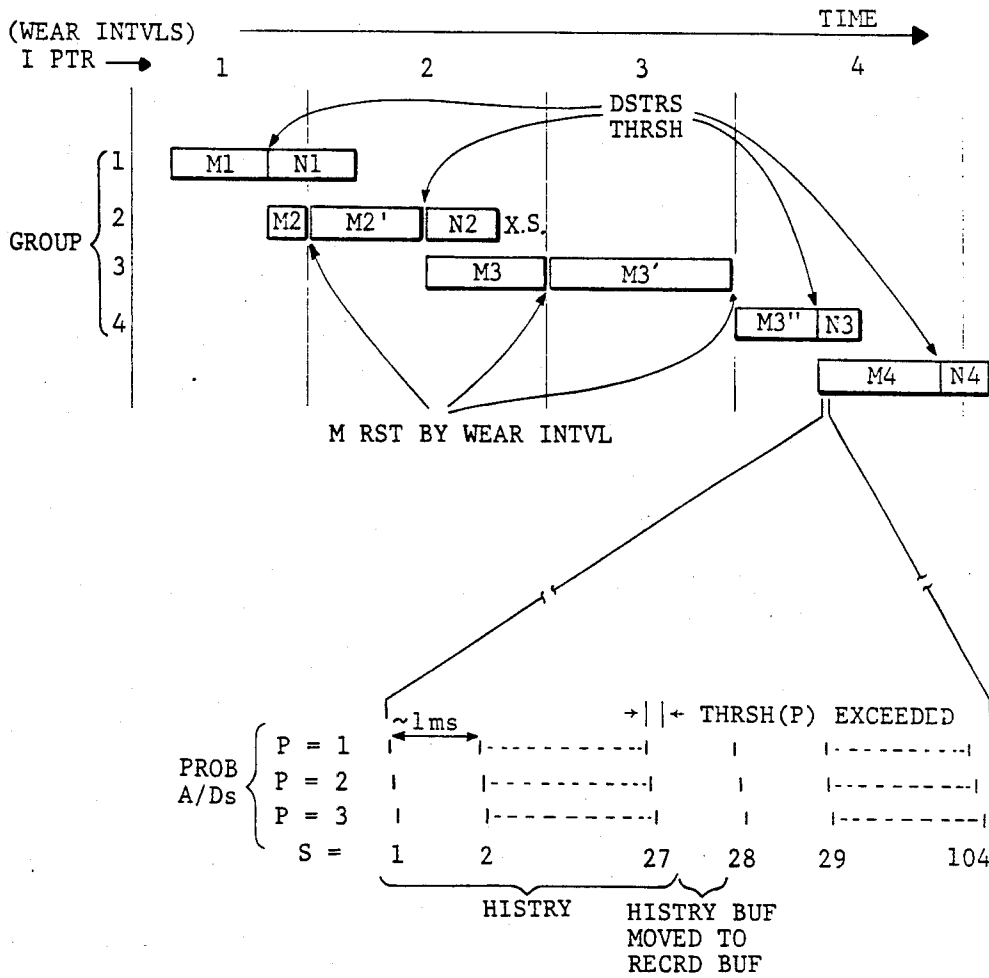 TIME
(WEAR INTVLS)
I PTR
1 2 3 4
DSTRS
THRSH
GROUP
1
M1 N1
2
M2 M2' N2 X.S.
3
M3 M3'
4
M3'' N3
M4 N4
M RST BY WEAR INTVL
~1ms
THRSH(P) EXCEEDED
PROB
A/Ds
P = 1
P = 2
P = 3
S = 1 2 27 28 29 104
HISTRY
HISTRY BUF
MOVED TO
RECRD BUF